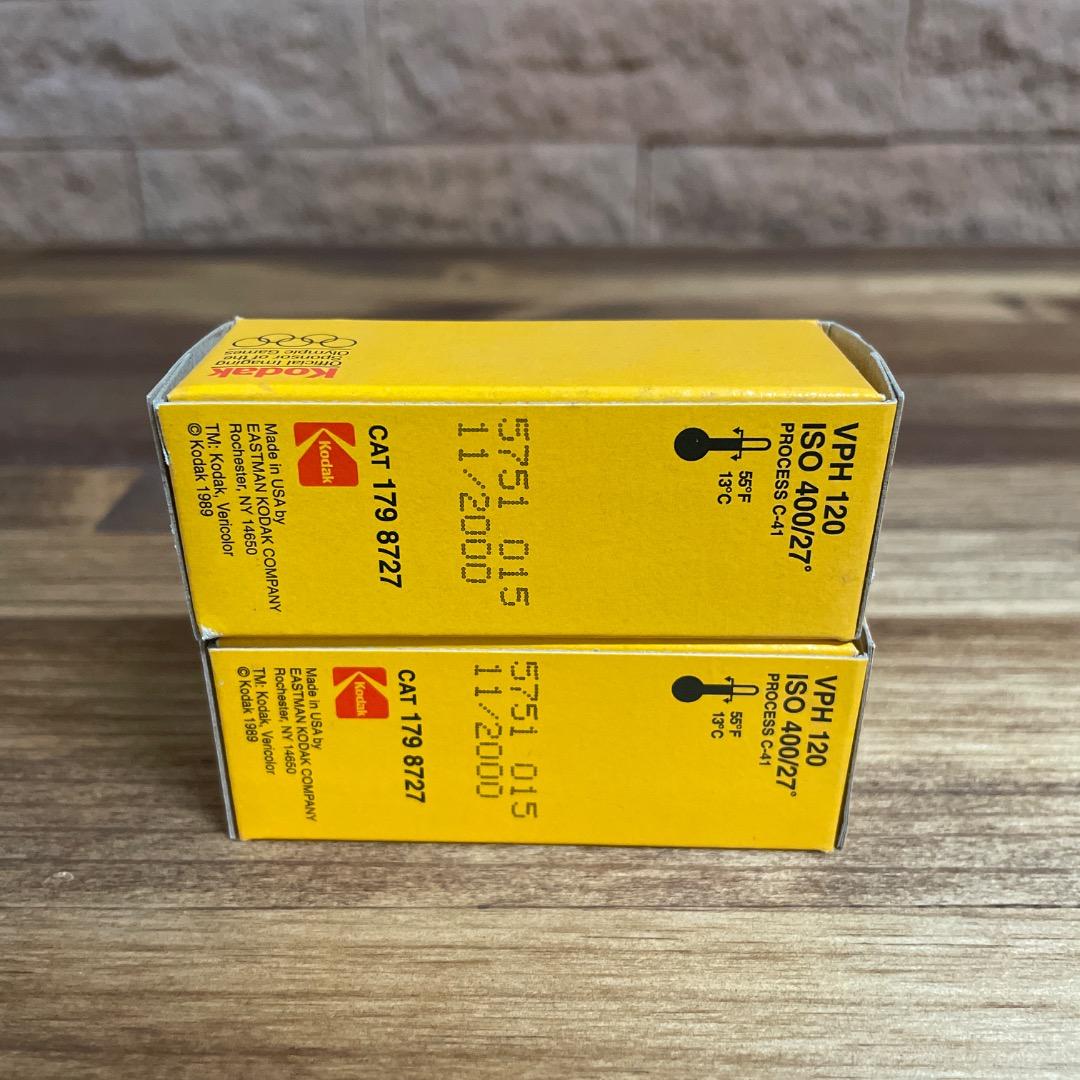 Kodak
Official Imaging
Sponsor of the
Olympic Games
VPH 120
ISO 400/27°
PROCESS C-41
55°F
13°C
5751 015
11/2000
CAT 179 8727
Kodak
Made in USA by
EASTMAN KODAK COMPANY
Rochester, NY 14650
TM: Kodak, Vericolor
© Kodak 1989
VPH 120
ISO 400/27°
PROCESS C-41
55°F
13°C
5751 015
11/2000
CAT 179 8727
Kodak
Made in USA by
EASTMAN KODAK COMPANY
Rochester, NY 14650
TM: Kodak, Vericolor
© Kodak 1989